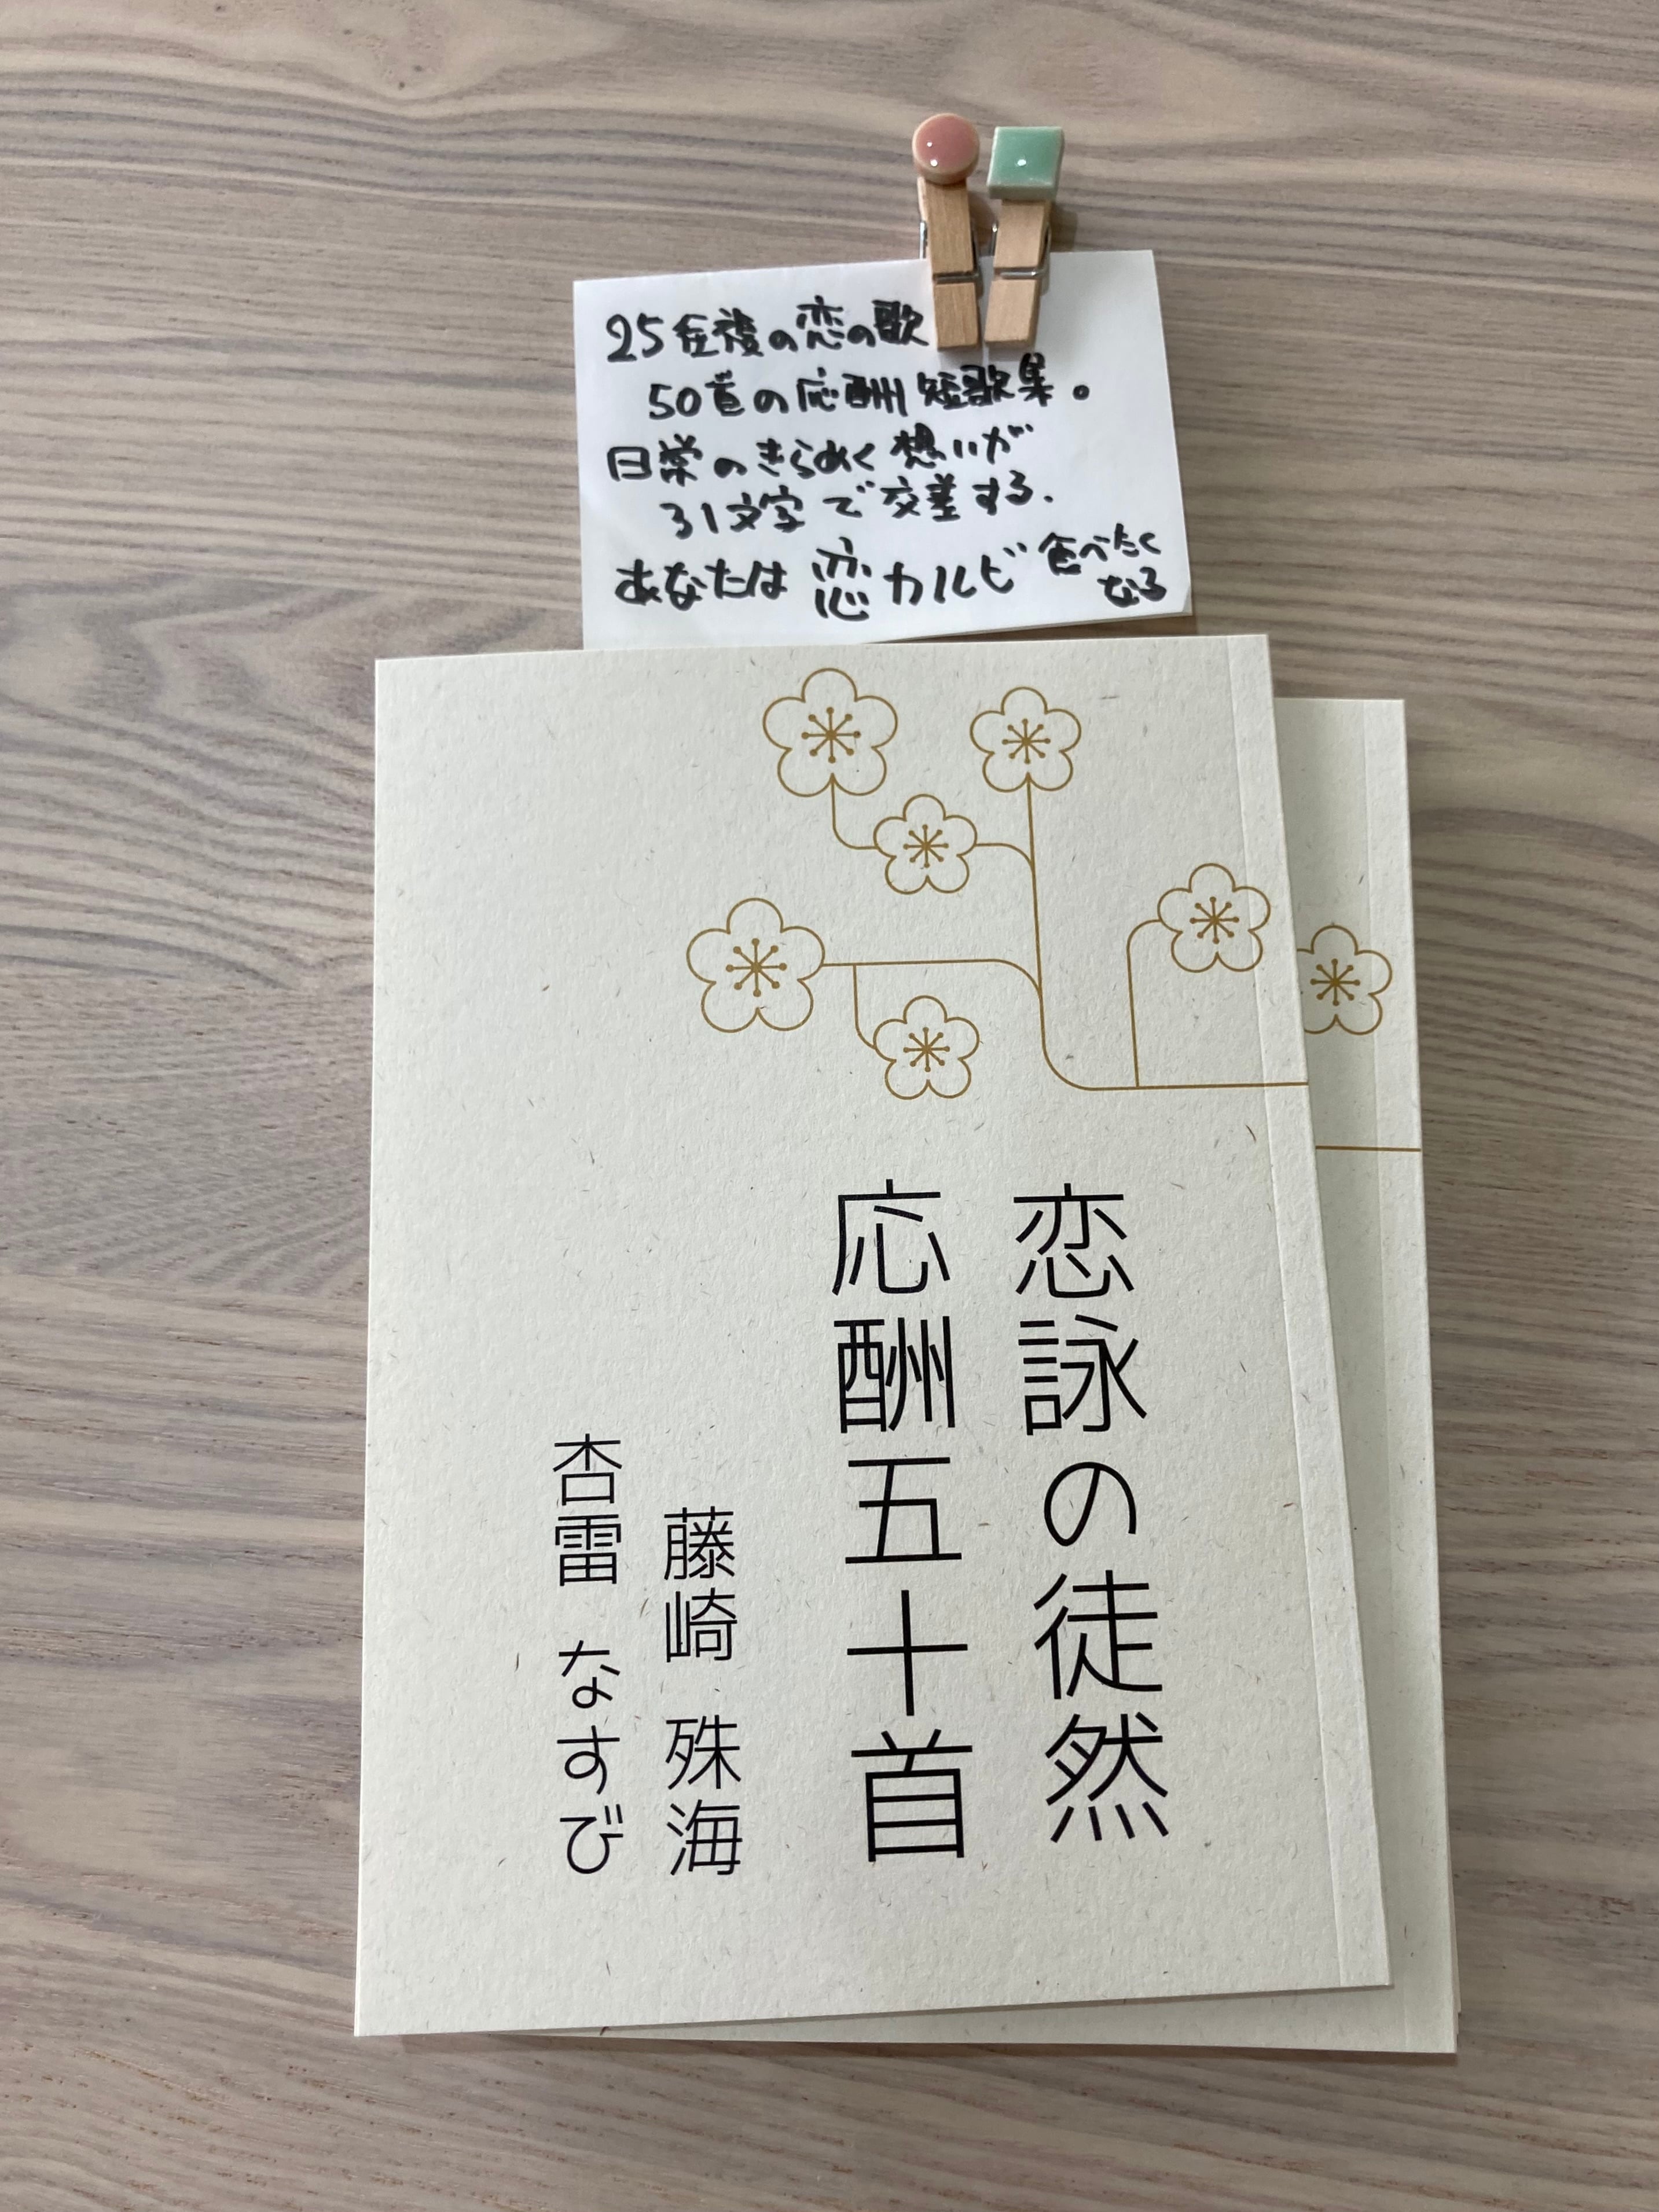 25往復の恋の歌
50首の応酬短歌集。
日常のきらめく想いが
31文字で交差する.
あなたは恋カルビ食べたく
なる
恋詠の徒然
応酬五十首
藤崎 殊海
杏雷 なすび